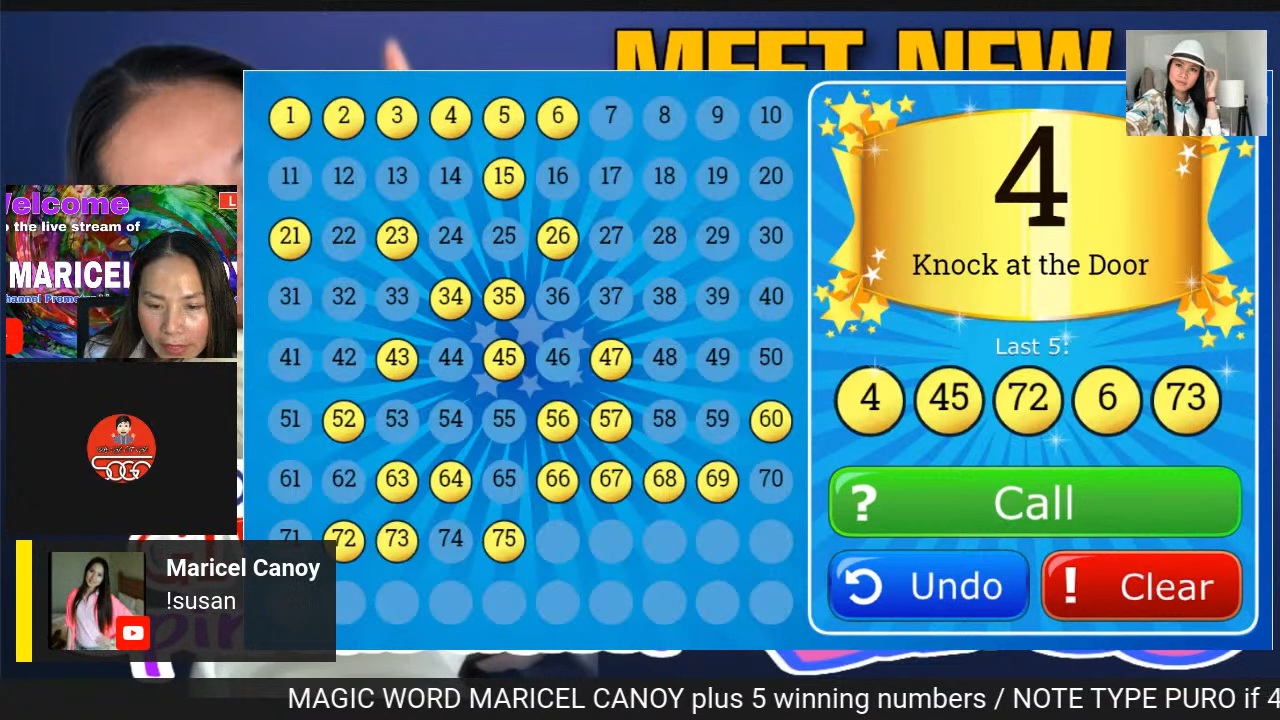 MEET NEW
1 2 3 4 5 6 7 8 9 10
11 12 13 14 15 16 17 18 19 20
21 22 23 24 25 26 27 28 29 30
31 32 33 34 35 36 37 38 39 40
41 42 43 44 45 46 47 48 49 50
51 52 53 54 55 56 57 58 59 60
61 62 63 64 65 66 67 68 69 70
71 72 73 74 75
4
Knock at the Door
Last 5:
4 45 72 6 73
? Call
Undo
! Clear
elcome
the live stream of
MARICEL
SOGO
Maricel Canoy
!susan
MAGIC WORD MARICEL CANOY plus 5 winning numbers / NOTE TYPE PURO if 4